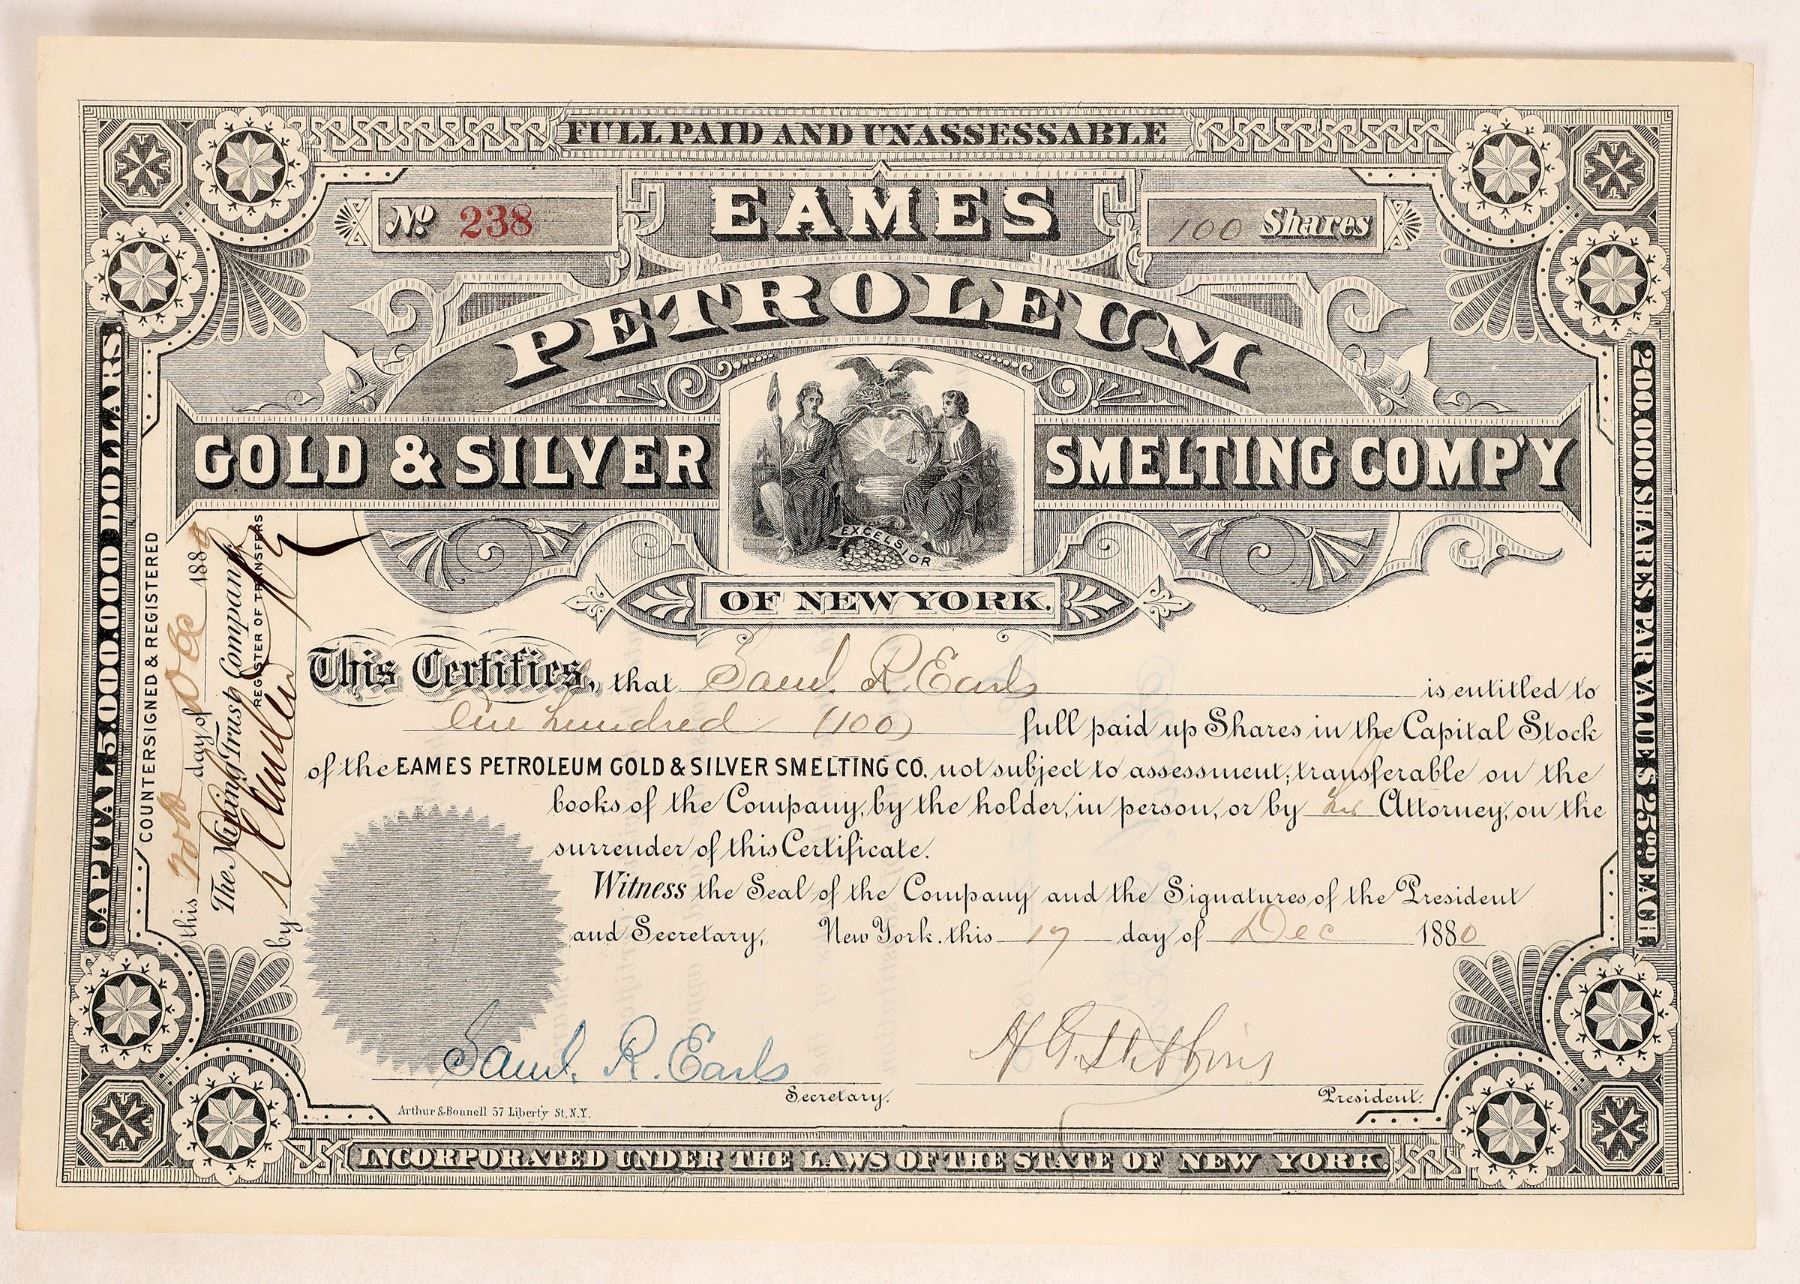 FULL PAID AND UNASSESSABLE
No. 238
EAMES
100 Shares
PETROLEUM
GOLD & SILVER SMELTING COMP'Y
EXCELSIOR
OF NEW YORK.
This Certifies, that Saml. R. Earls is entitled to
One hundred (100) full paid up Shares in the Capital Stock
of the EAMES PETROLEUM GOLD & SILVER SMELTING CO. not subject to assessment; transferable on the
books of the Company, by the holder, in person, or by his Attorney, on the
surrender of this Certificate.
Witness the Seal of the Company and the Signatures of the President
and Secretary, New York, this 17 day of Dec 1880
Saml. R. Earls
Secretary.
President.
Arthur & Bonnell 57 Liberty St. N.Y.
INCORPORATED UNDER THE LAWS OF THE STATE OF NEW YORK.
CAPITAL 5.000.000 DOLLARS.
COUNTERSIGNED & REGISTERED
this day of Dec 1880
The Mining Trust Company
REGISTER OF TRANSFERS
by
200.000 SHARES, PAR VALUE $25.00 EACH